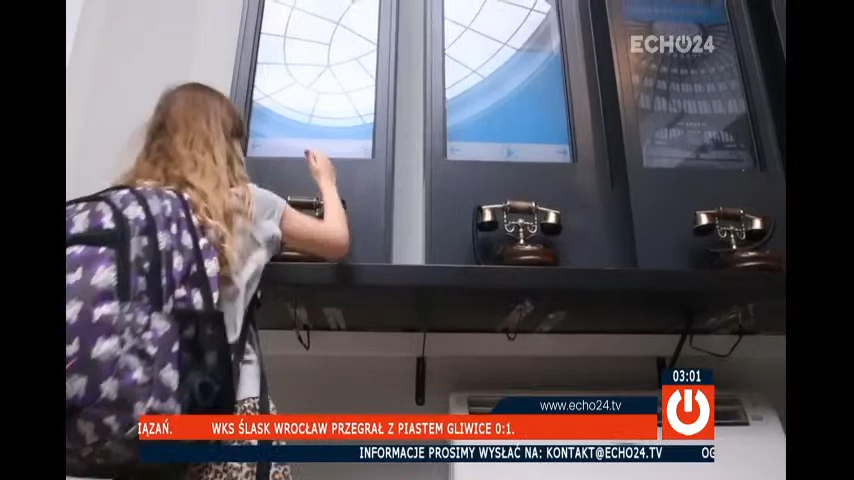 ECHO24
03:01
www.echo24.tv
IĄZAŃ. WKS ŚLĄSK WROCŁAW PRZEGRAŁ Z PIASTEM GLIWICE 0:1.
INFORMACJE PROSIMY WYSŁAĆ NA: KONTAKT@ECHO24.TV OG